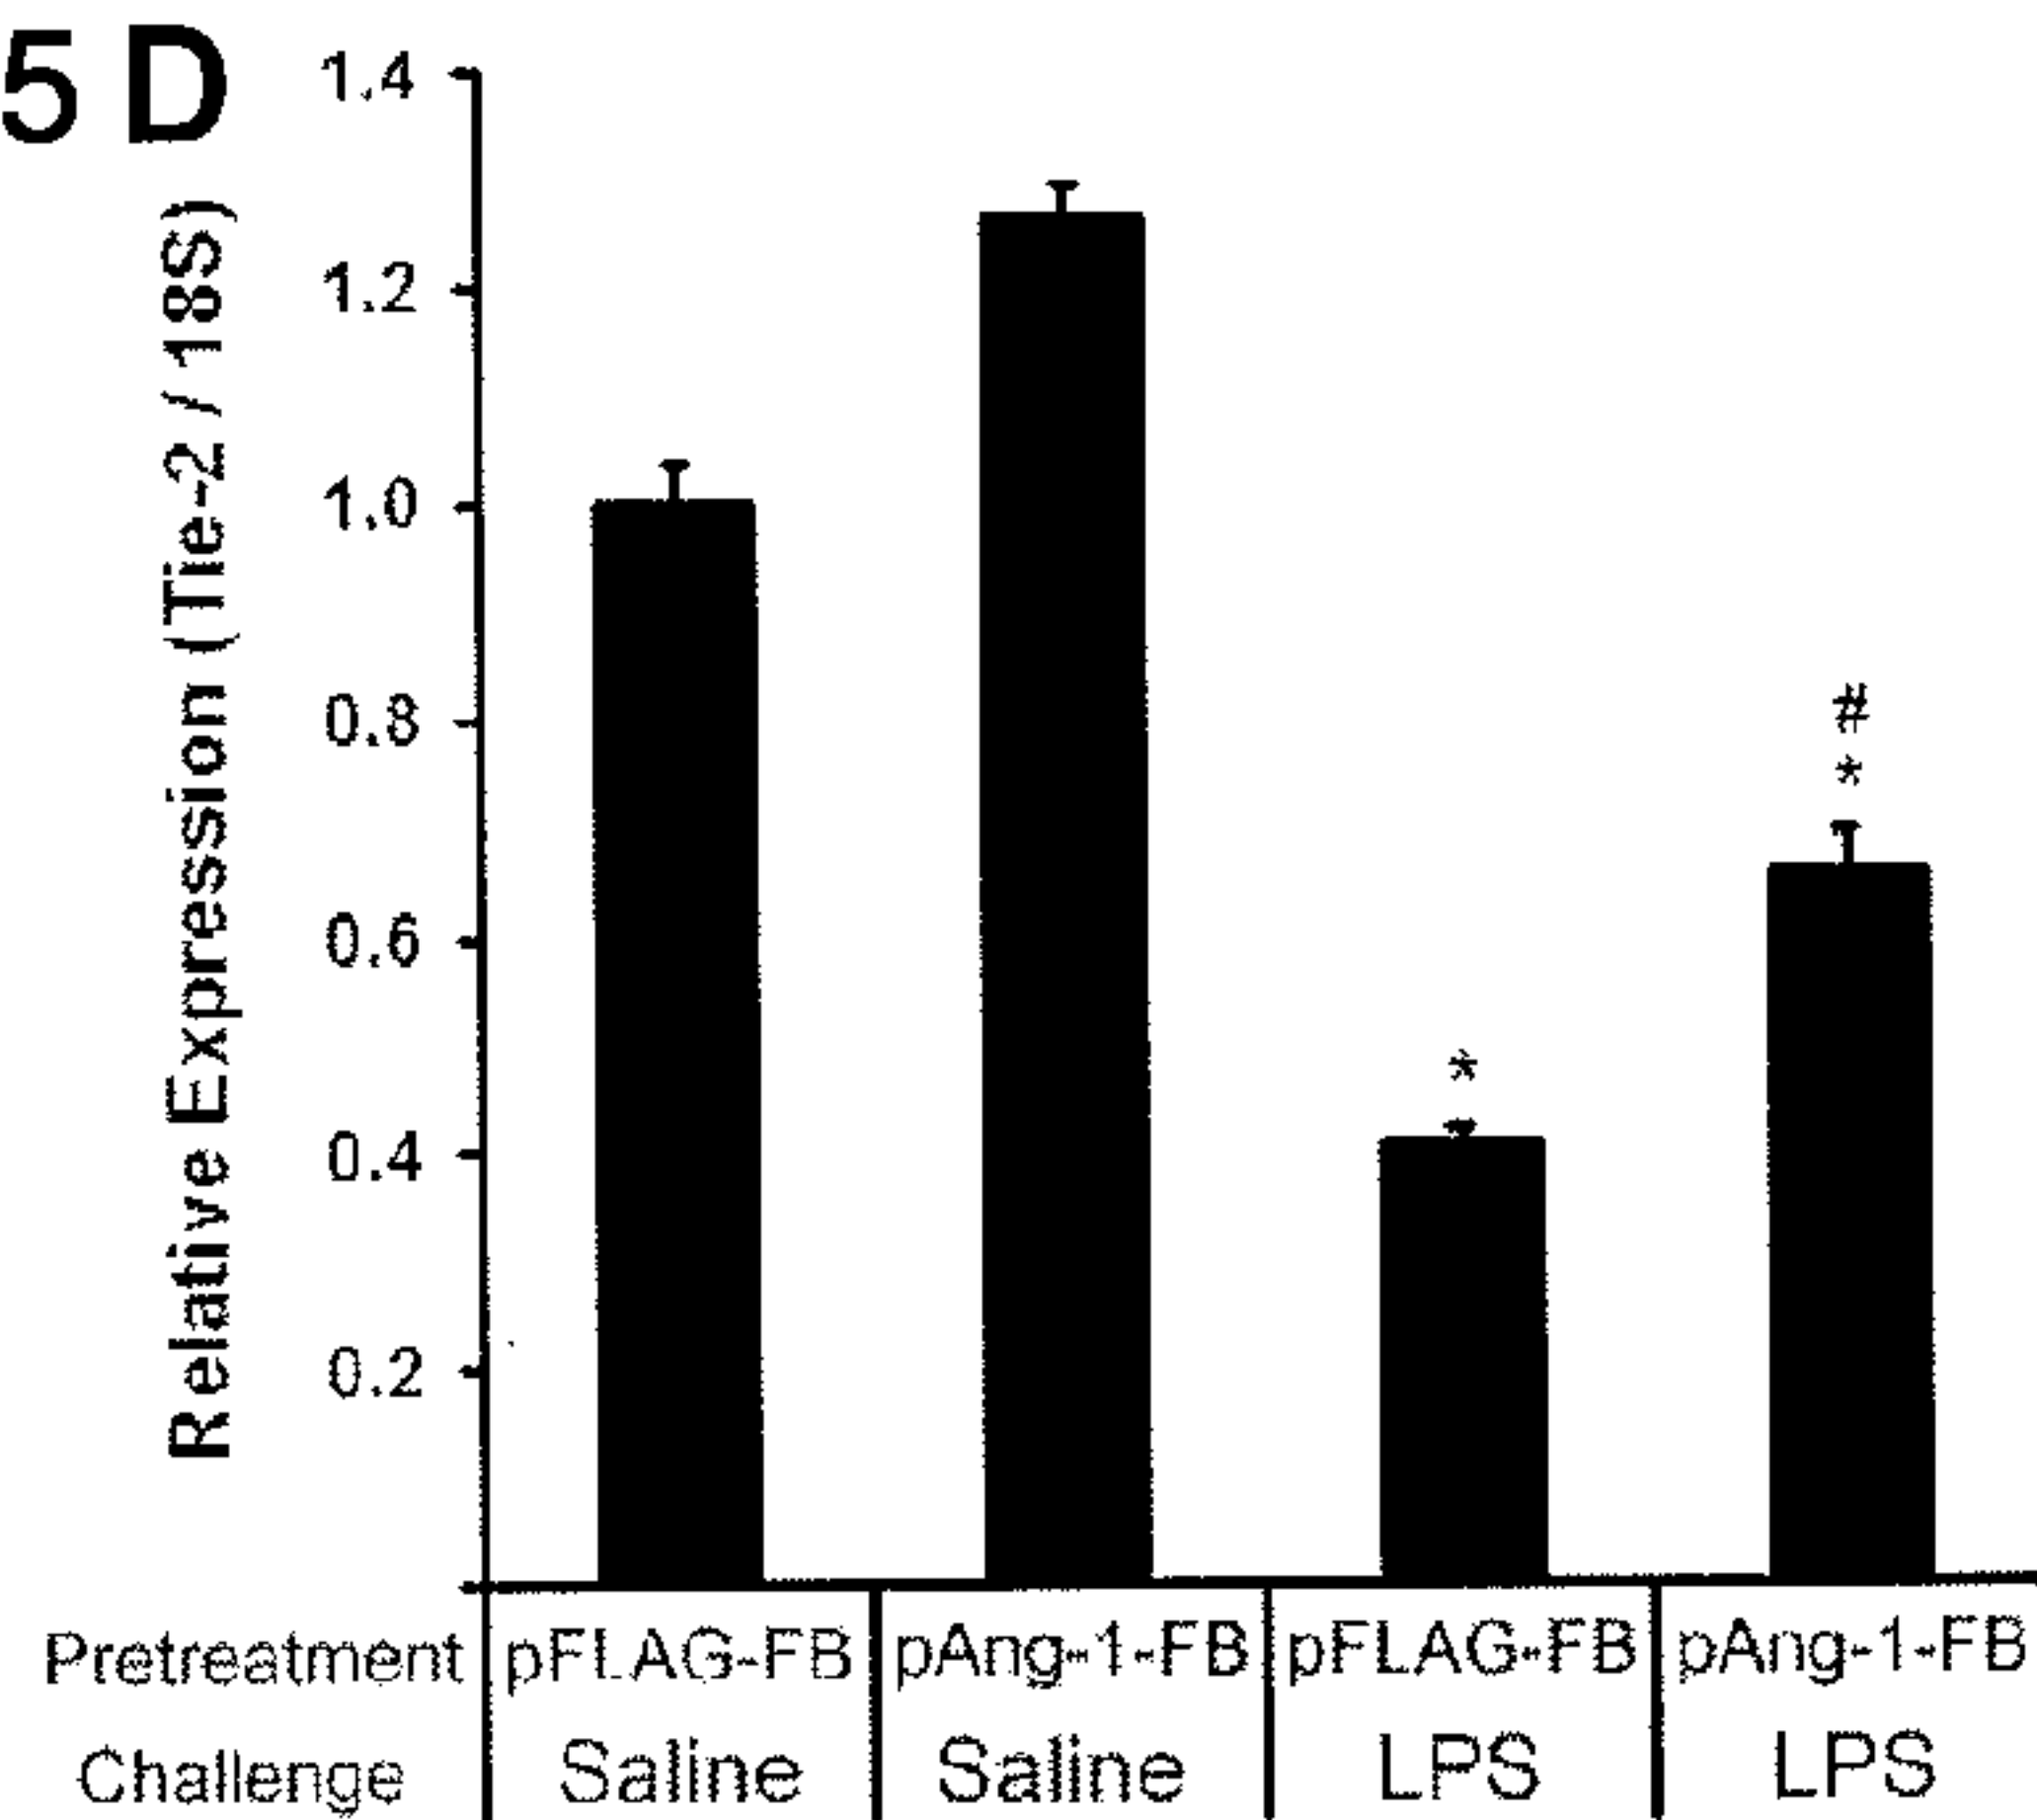 5 D
Relative Expression (Tie-2 / 18S)
1.4
1.2
1.0
0.8
0.6
0.4
0.2
#
*
*
Pretreatment pFLAG-FB pAng-1-FB pFLAG-FB pAng-1-FB
Challenge Saline Saline LPS LPS